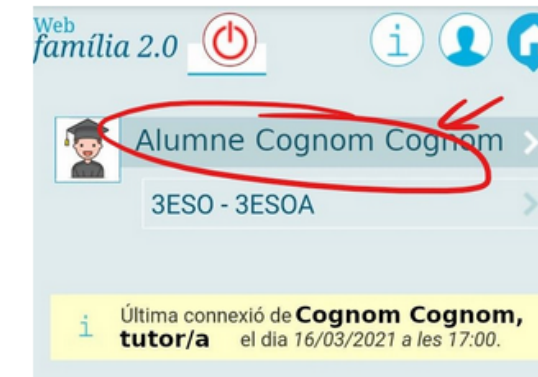 Web
família 2.0
i
Alumne Cognom Cognom
3ESO - 3ESOA
i Última connexió de Cognom Cognom,
tutor/a el dia 16/03/2021 a les 17:00.